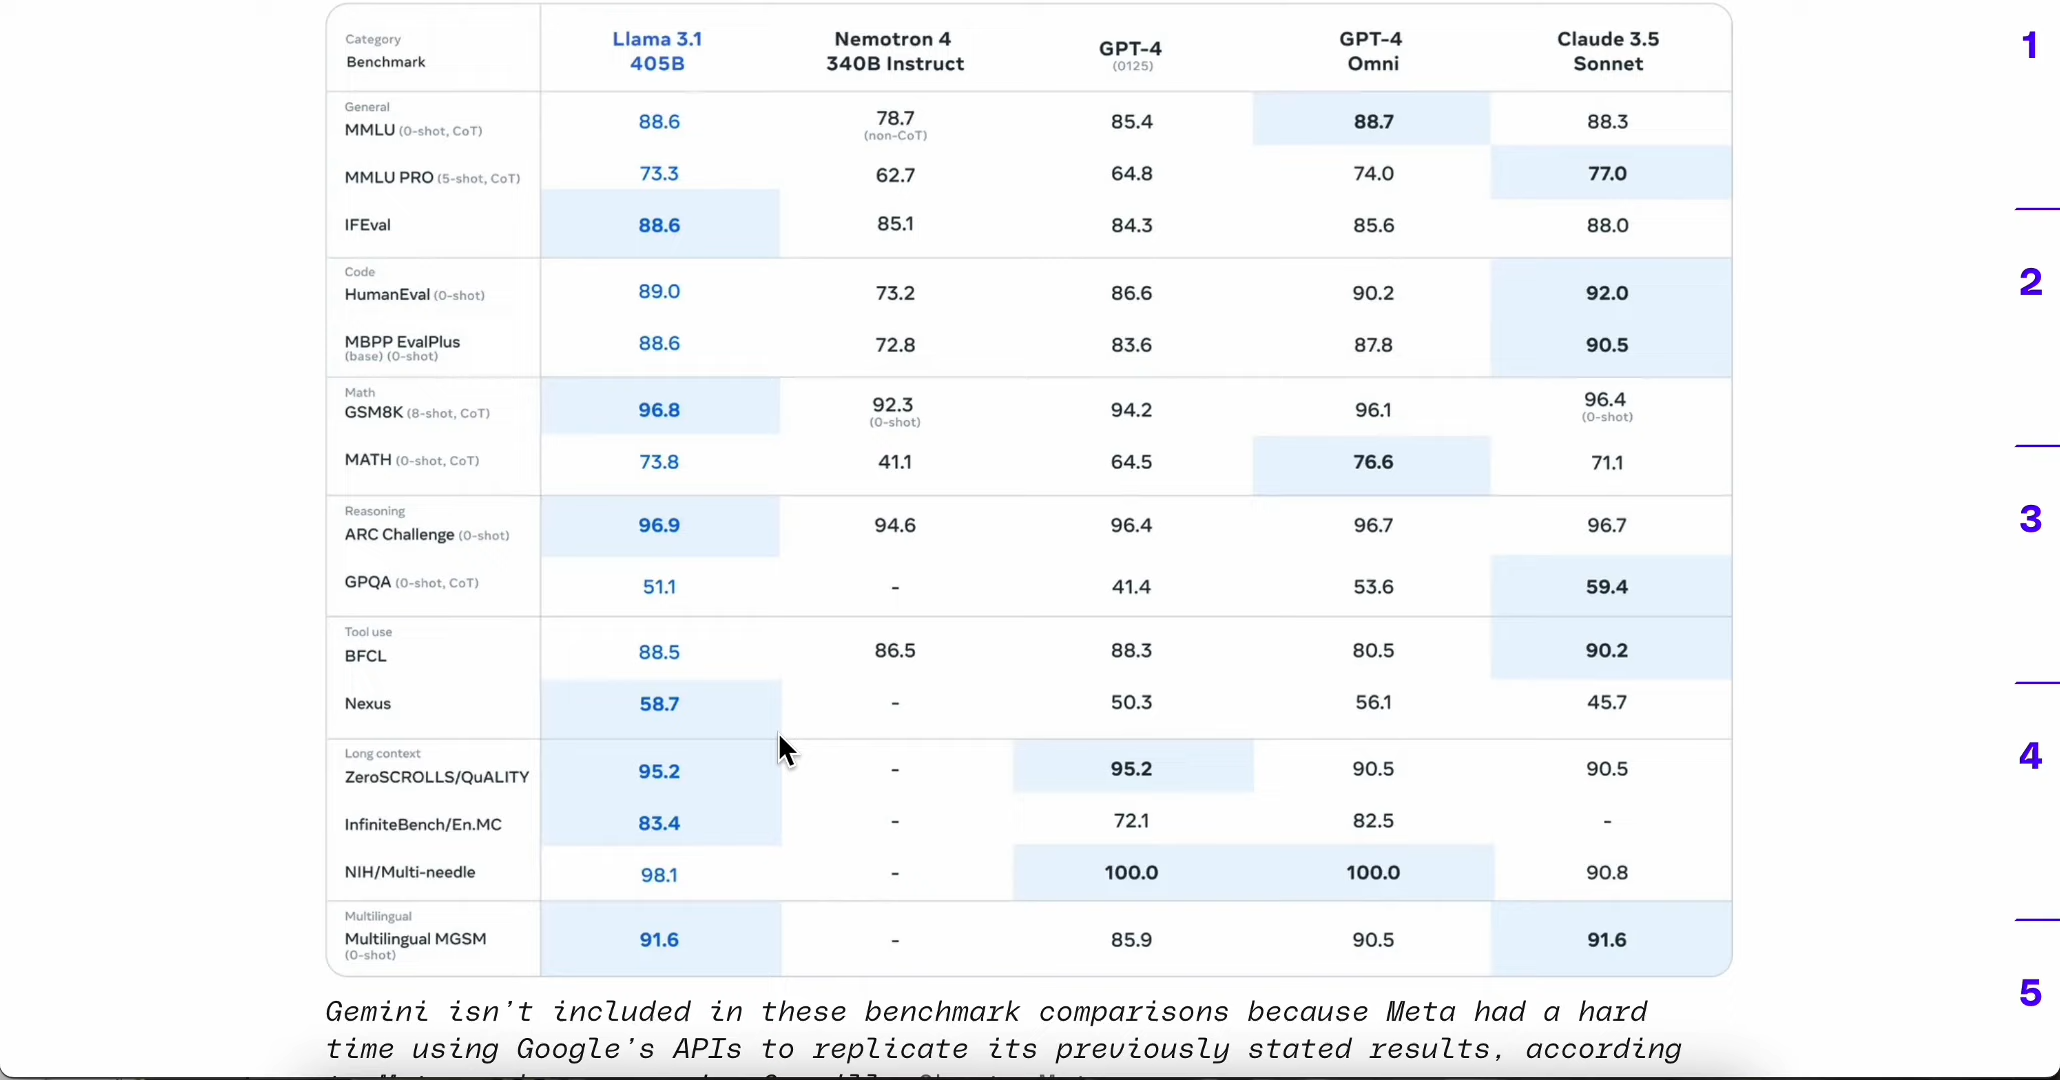 Category
Benchmark
Llama 3.1
405B
Nemotron 4
340B Instruct
GPT-4
(0125)
GPT-4
Omni
Claude 3.5
Sonnet
General
MMLU (0-shot, CoT) 88.6 78.7 85.4 88.7 88.3
(non-CoT)
MMLU PRO (5-shot, CoT) 73.3 62.7 64.8 74.0 77.0
IFEval 88.6 85.1 84.3 85.6 88.0
Code
HumanEval (0-shot) 89.0 73.2 86.6 90.2 92.0
MBPP EvalPlus 88.6 72.8 83.6 87.8 90.5
(base) (0-shot)
Math
GSM8K (8-shot, CoT) 96.8 92.3 94.2 96.1 96.4
(0-shot) (0-shot)
MATH (0-shot, CoT) 73.8 41.1 64.5 76.6 71.1
Reasoning
ARC Challenge (0-shot) 96.9 94.6 96.4 96.7 96.7
GPQA (0-shot, CoT) 51.1 - 41.4 53.6 59.4
Tool use
BFCL 88.5 86.5 88.3 80.5 90.2
Nexus 58.7 - 50.3 56.1 45.7
Long context
ZeroSCROLLS/QuALITY 95.2 - 95.2 90.5 90.5
InfiniteBench/En.MC 83.4 - 72.1 82.5 -
NIH/Multi-needle 98.1 - 100.0 100.0 90.8
Multilingual
Multilingual MGSM 91.6 - 85.9 90.5 91.6
(0-shot)
Gemini isn't included in these benchmark comparisons because Meta had a hard
time using Google's APIs to replicate its previously stated results, according
1
2
3
4
5